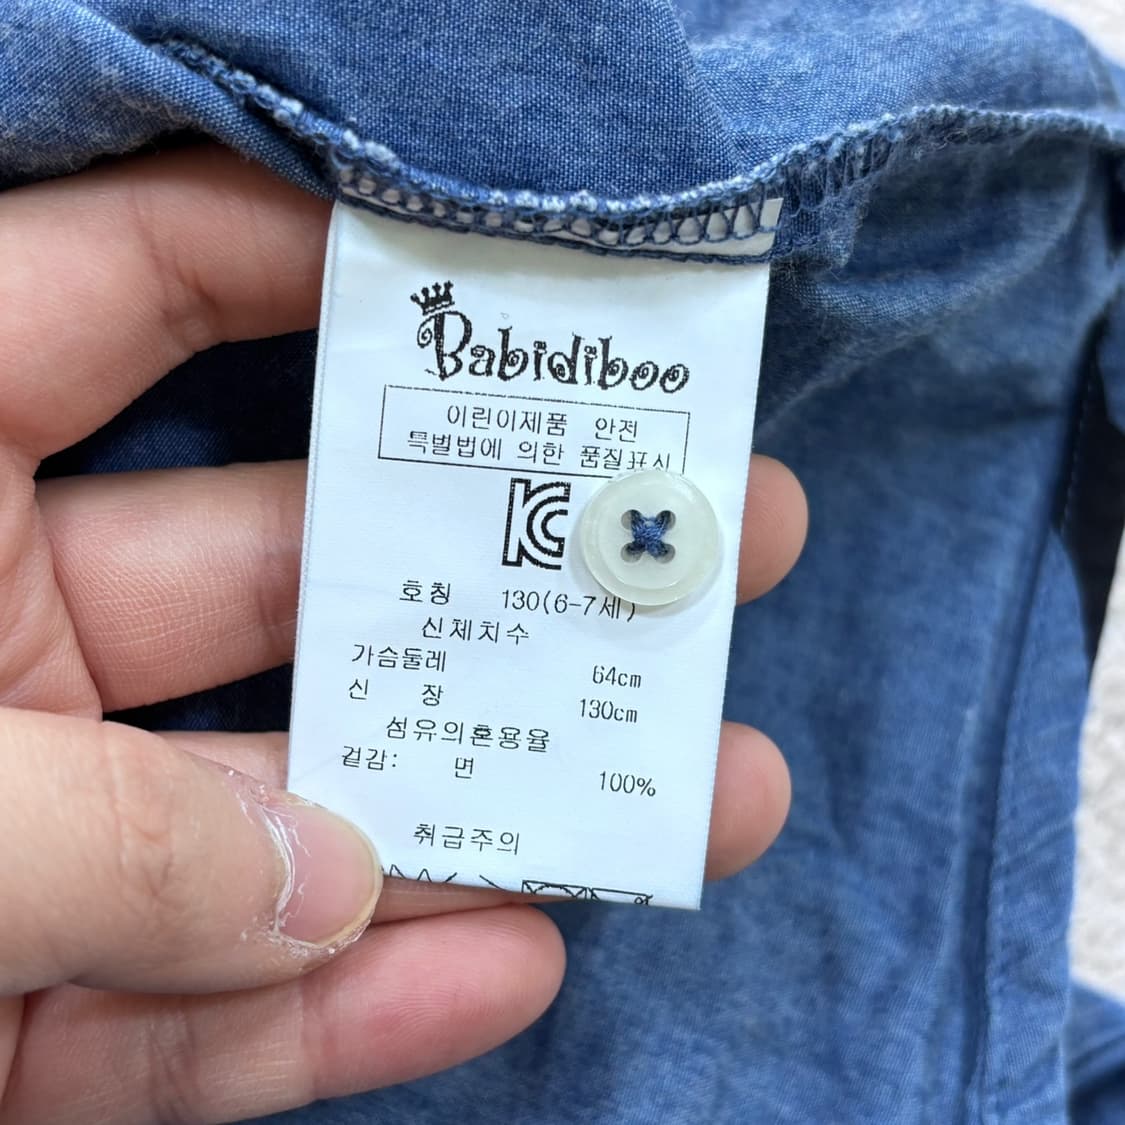 Babidiboo
이린이제품 안전
특별법에 의한 품질표시
KC
호칭 130(6-7세)
신체치수
가슴둘레 64cm
신 장 130cm
섬유의혼용율
겉감: 면 100%
취급주의